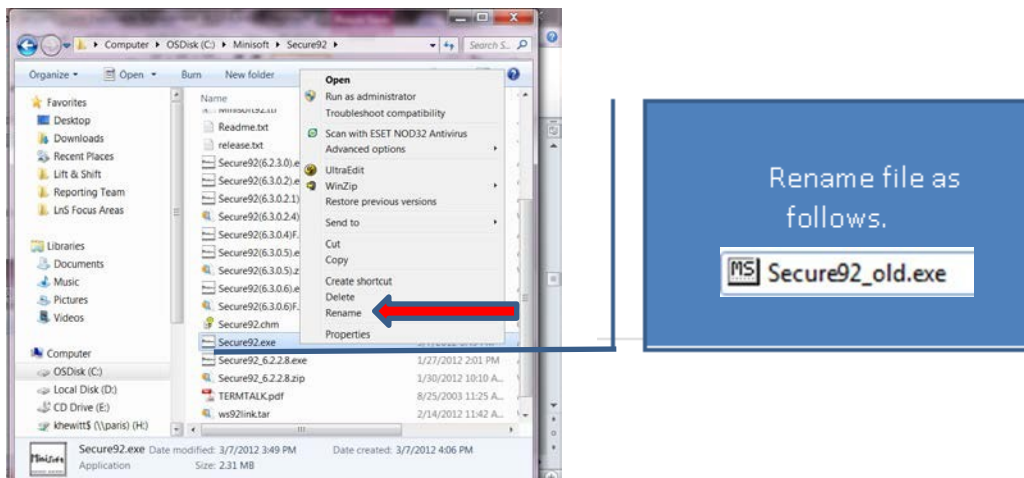 Computer ▸ OSDisk (C:) ▸ Minisoft ▸ Secure92 ▸
Search S...
Organize
Open
Burn
New folder
Favorites
Desktop
Downloads
Recent Places
Lift & Shift
Reporting Team
LnS Focus Areas
Libraries
Documents
Music
Pictures
Videos
Computer
OSDisk (C:)
Local Disk (D:)
CD Drive (E:)
khewitt$ (\\paris) (H:)
Name
Readme.txt
release.txt
Secure92(6.2.3.0).e
Secure92(6.3.0.2).e
Secure92(6.3.0.2.1)
Secure92(6.3.0.2.4)
Secure92(6.3.0.4)F.
Secure92(6.3.0.5).e
Secure92(6.3.0.5).z
Secure92(6.3.0.6).e
Secure92(6.3.0.6)F.
Secure92.chm
Secure92.exe
Secure92_6.2.2.8.exe 1/27/2012 2:01 PM
Secure92_6.2.2.8.zip 1/30/2012 10:10 A...
TERMTALK.pdf 8/25/2003 11:25 A...
ws92link.tar 2/14/2012 11:42 A...
Open
Run as administrator
Troubleshoot compatibility
Scan with ESET NOD32 Antivirus
Advanced options
UltraEdit
WinZip
Restore previous versions
Send to
Cut
Copy
Create shortcut
Delete
Rename
Properties
Minisoft
Secure92.exe Date modified: 3/7/2012 3:49 PM Date created: 3/7/2012 4:06 PM
Application Size: 2.31 MB
Rename file as
follows.
MS Secure92_old.exe